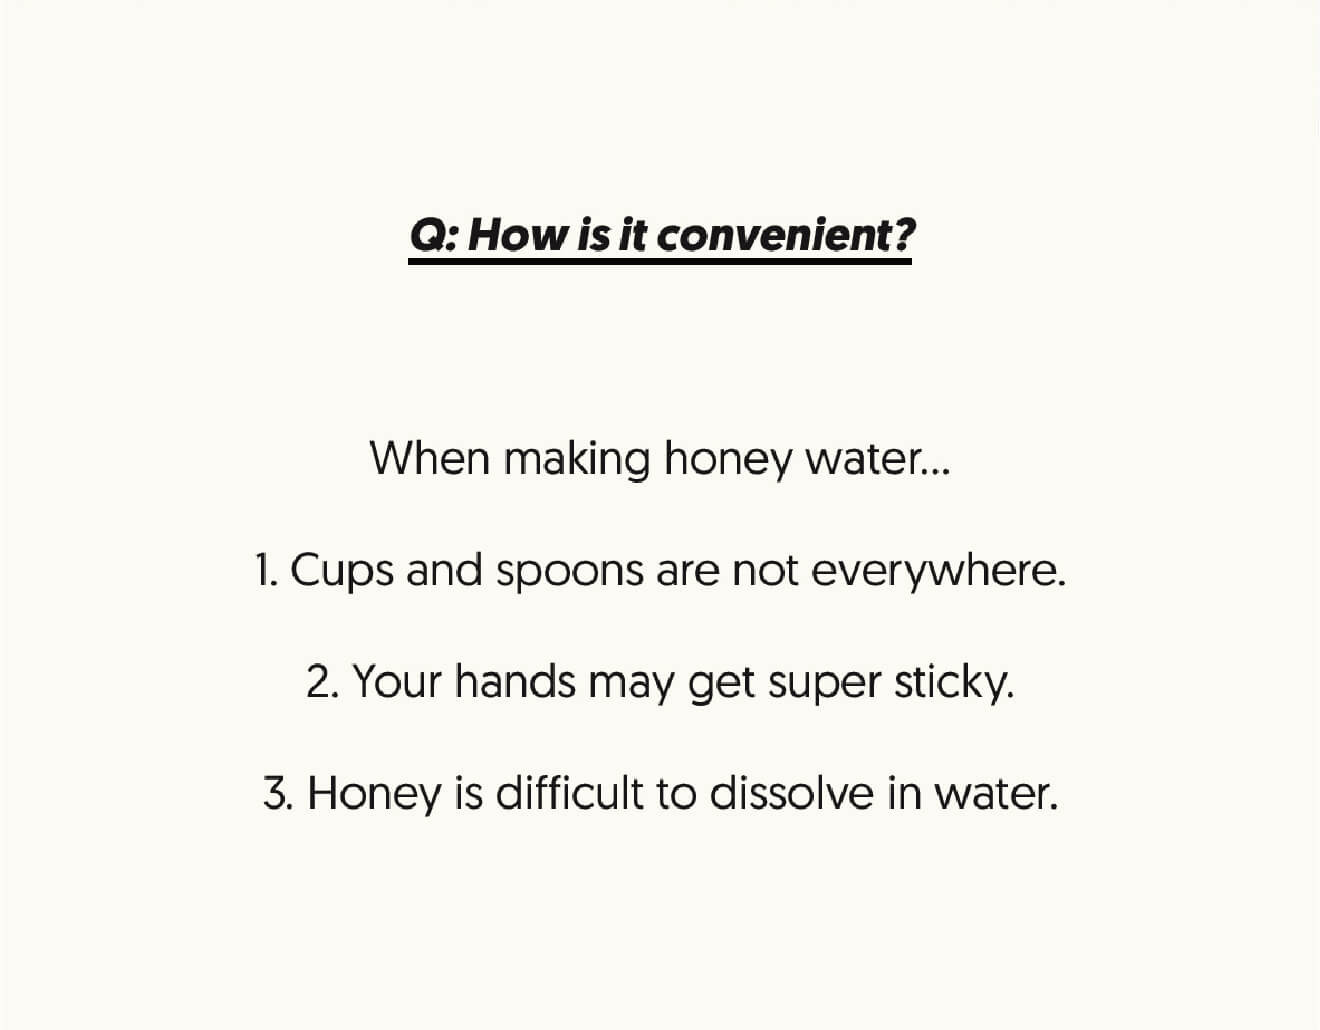 Q: How is it convenient?
When making honey water...
1. Cups and spoons are not everywhere.
2. Your hands may get super sticky.
3. Honey is difficult to dissolve in water.